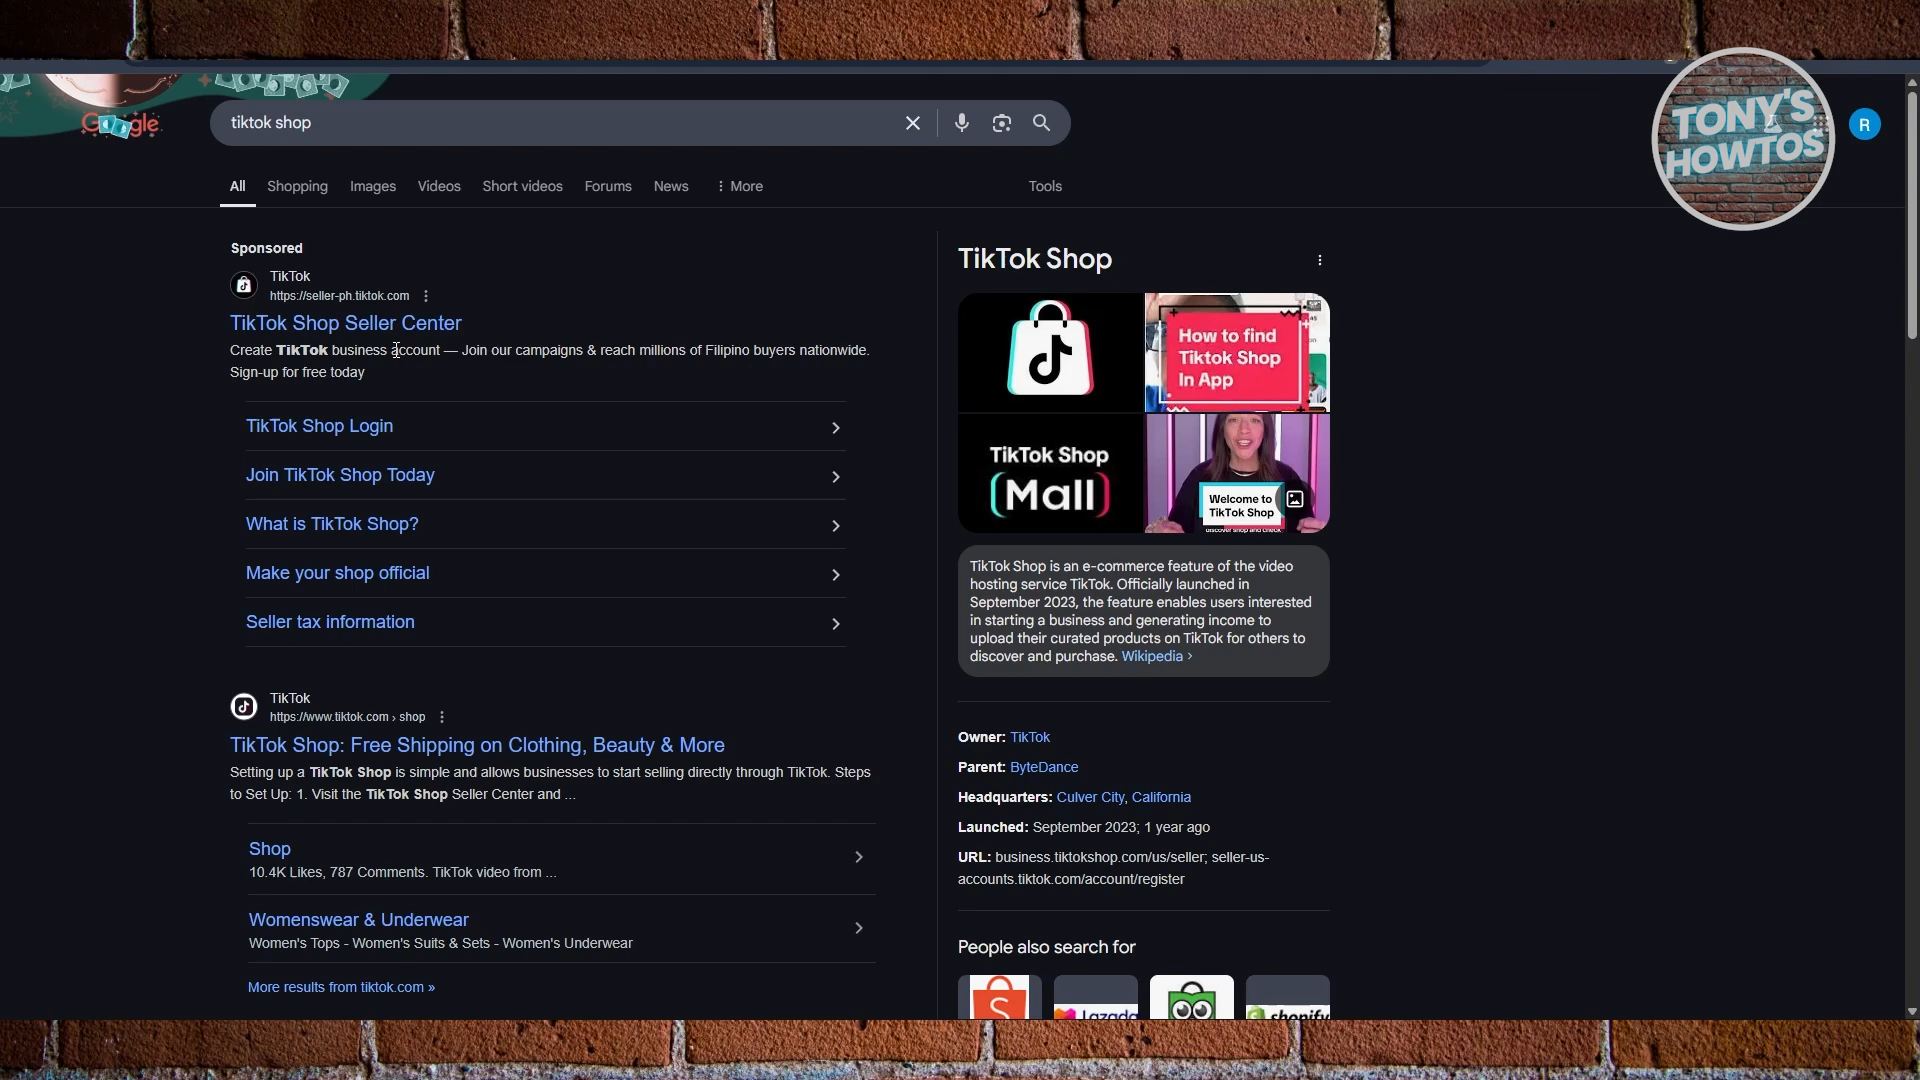 TONY'S
HOWTOS
Google
tiktok shop
R
All
Shopping
Images
Videos
Short videos
Forums
News
More
Tools
Sponsored
TikTok
https://seller-ph.tiktok.com
TikTok Shop Seller Center
Create TikTok business account — Join our campaigns & reach millions of Filipino buyers nationwide.
Sign-up for free today
TikTok Shop Login
Join TikTok Shop Today
What is TikTok Shop?
Make your shop official
Seller tax information
TikTok
https://www.tiktok.com › shop
TikTok Shop: Free Shipping on Clothing, Beauty & More
Setting up a TikTok Shop is simple and allows businesses to start selling directly through TikTok. Steps
to Set Up: 1. Visit the TikTok Shop Seller Center and ...
Shop
10.4K Likes, 787 Comments. TikTok video from ...
Womenswear & Underwear
Women's Tops - Women's Suits & Sets - Women's Underwear
More results from tiktok.com »
TikTok Shop
How to find
Tiktok Shop
In App
TikTok Shop
Mall
Welcome to
TikTok Shop
discover shop and check
TikTok Shop is an e-commerce feature of the video
hosting service TikTok. Officially launched in
September 2023, the feature enables users interested
in starting a business and generating income to
upload their curated products on TikTok for others to
discover and purchase. Wikipedia ›
Owner: TikTok
Parent: ByteDance
Headquarters: Culver City, California
Launched: September 2023; 1 year ago
URL: business.tiktokshop.com/us/seller; seller-us-
accounts.tiktok.com/account/register
People also search for
S
Lazada
shopify